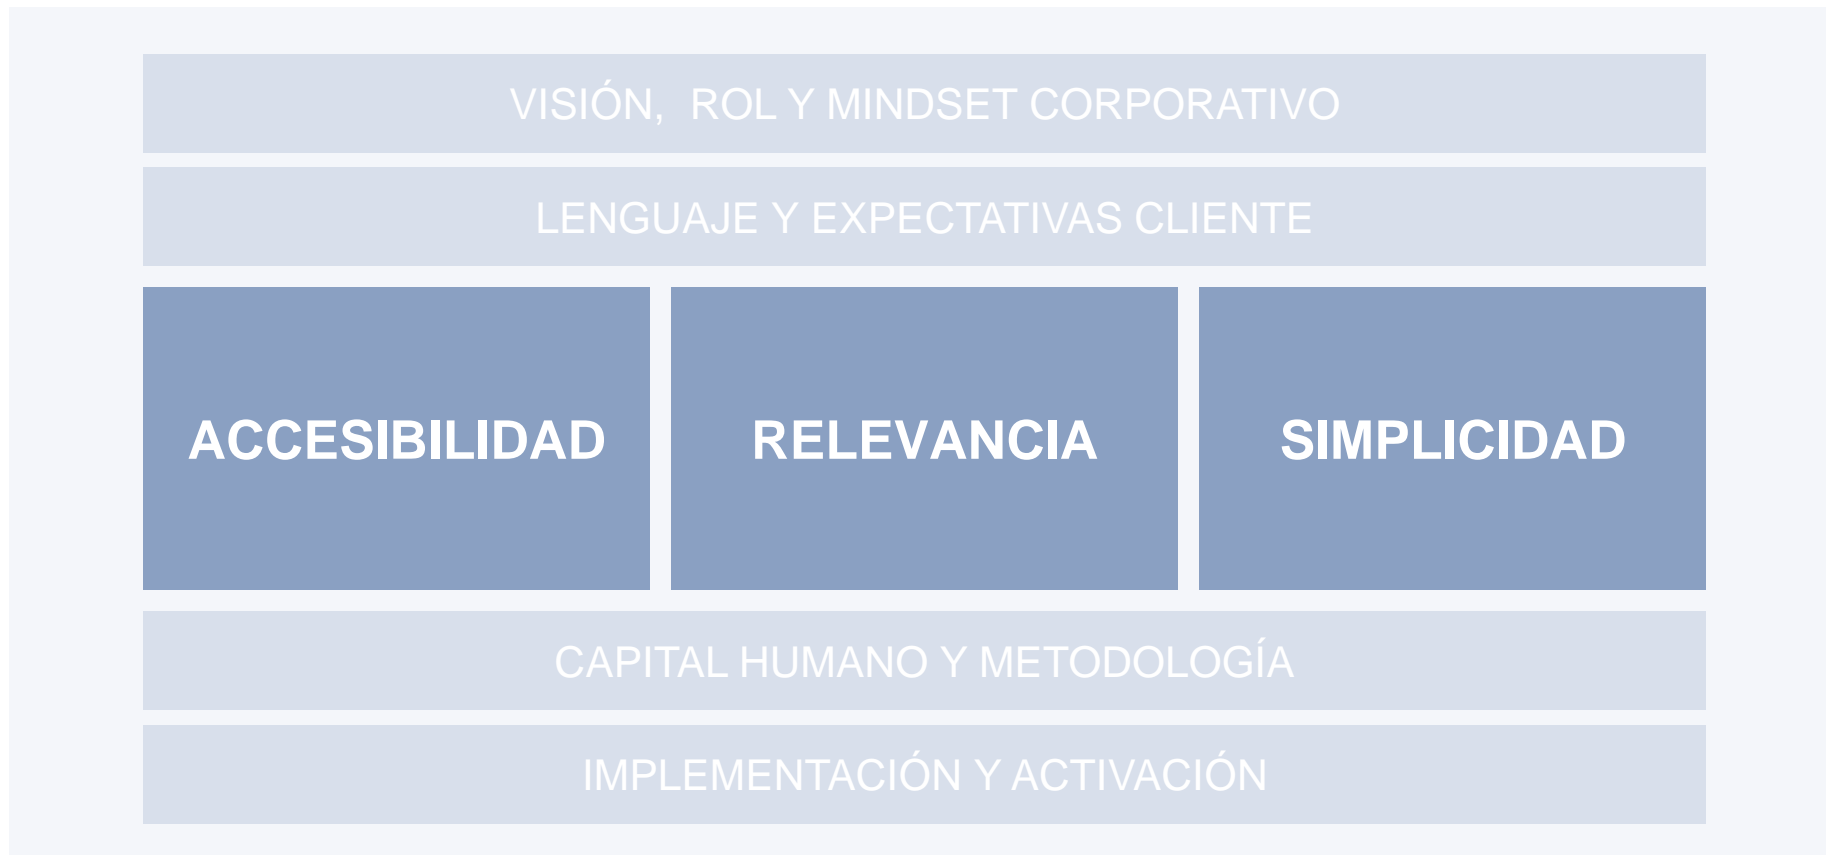 VISIÓN, ROL Y MINDSET CORPORATIVO
LENGUAJE Y EXPECTATIVAS CLIENTE
ACCESIBILIDAD
RELEVANCIA
SIMPLICIDAD
CAPITAL HUMANO Y METODOLOGÍA
IMPLEMENTACIÓN Y ACTIVACIÓN